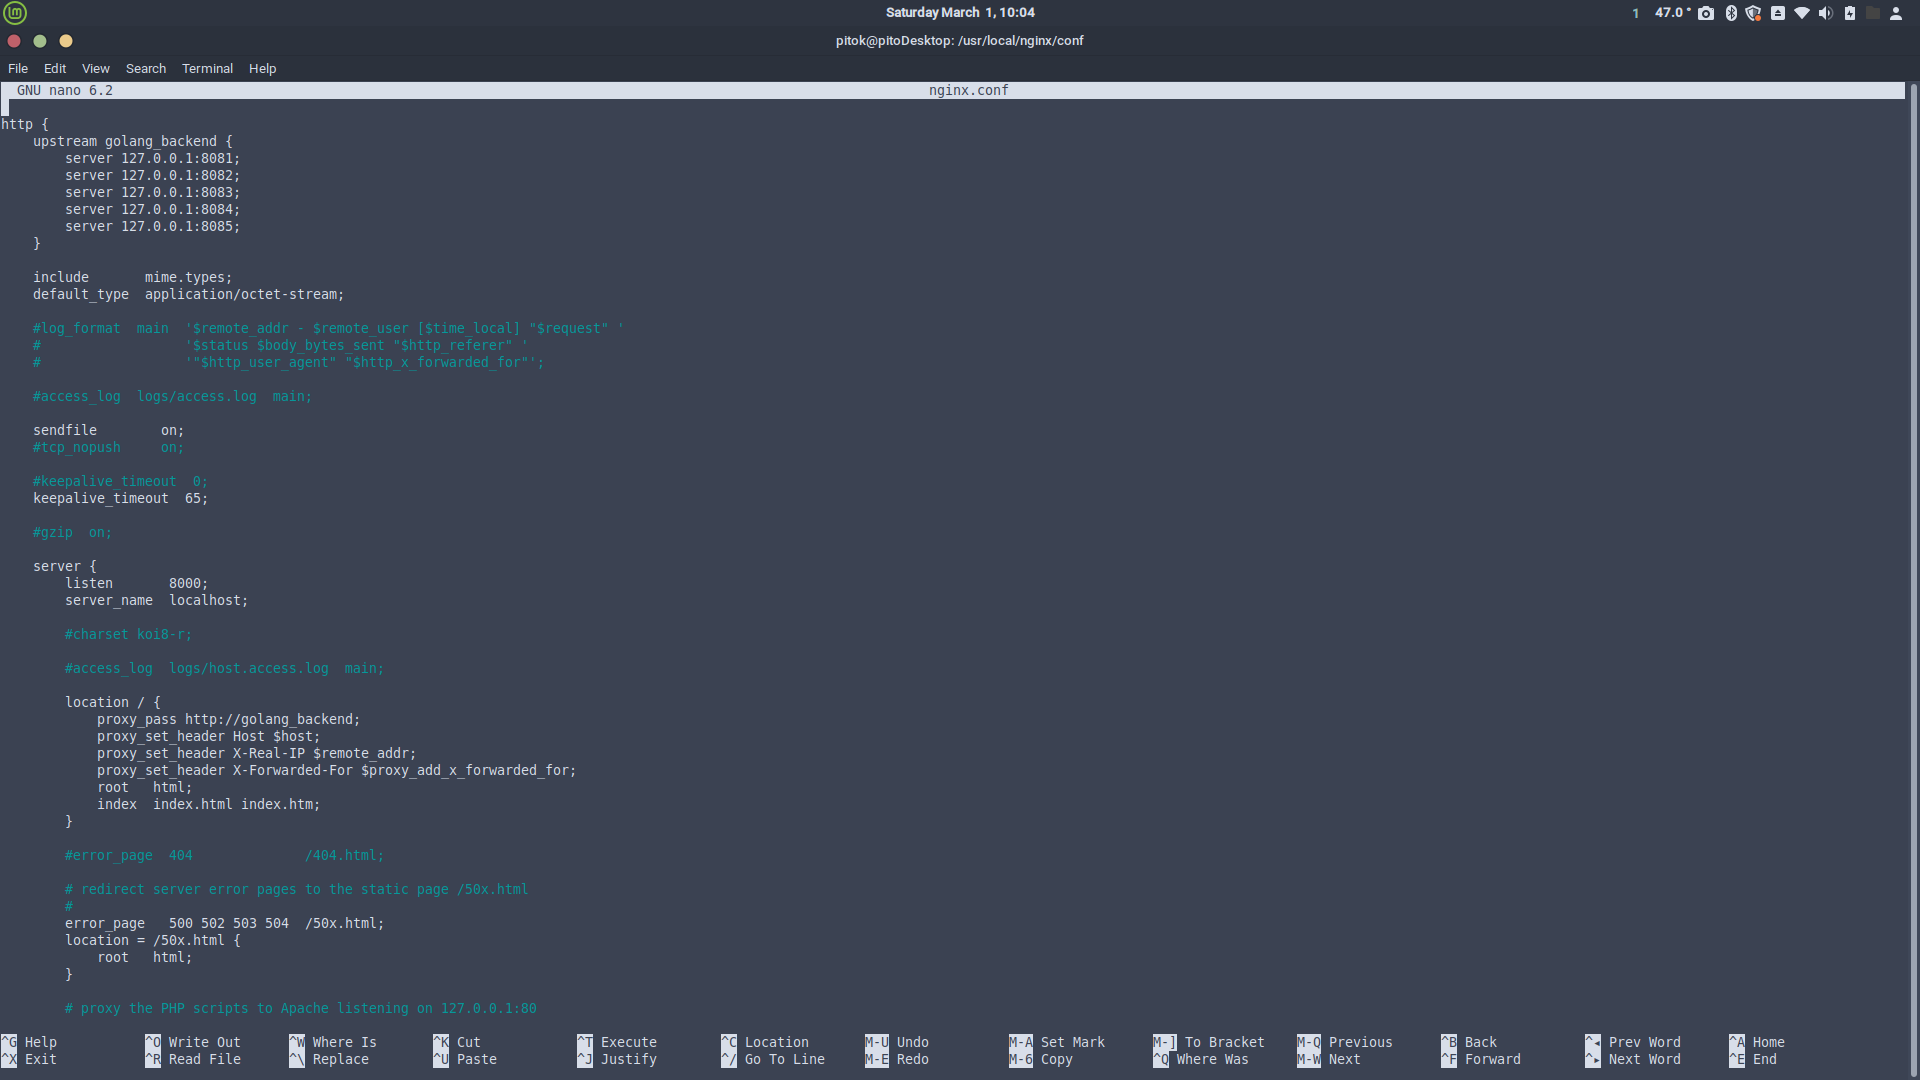 Saturday March 1, 10:04
1 47.0 °
pitok@pitoDesktop: /usr/local/nginx/conf
File Edit View Search Terminal Help
GNU nano 6.2 nginx.conf
http {
    upstream golang_backend {
        server 127.0.0.1:8081;
        server 127.0.0.1:8082;
        server 127.0.0.1:8083;
        server 127.0.0.1:8084;
        server 127.0.0.1:8085;
    }
    include       mime.types;
    default_type  application/octet-stream;
    #log_format  main  '$remote_addr - $remote_user [$time_local] "$request" '
    #                  '$status $body_bytes_sent "$http_referer" '
    #                  '"$http_user_agent" "$http_x_forwarded_for"';
    #access_log  logs/access.log  main;
    sendfile        on;
    #tcp_nopush     on;
    #keepalive_timeout  0;
    keepalive_timeout  65;
    #gzip  on;
    server {
        listen       8000;
        server_name  localhost;
        #charset koi8-r;
        #access_log  logs/host.access.log  main;
        location / {
            proxy_pass http://golang_backend;
            proxy_set_header Host $host;
            proxy_set_header X-Real-IP $remote_addr;
            proxy_set_header X-Forwarded-For $proxy_add_x_forwarded_for;
            root   html;
            index  index.html index.htm;
        }
        #error_page  404              /404.html;
        # redirect server error pages to the static page /50x.html
        #
        error_page   500 502 503 504  /50x.html;
        location = /50x.html {
            root   html;
        }
        # proxy the PHP scripts to Apache listening on 127.0.0.1:80
^G Help ^O Write Out ^W Where Is ^K Cut ^T Execute ^C Location M-U Undo M-A Set Mark M-] To Bracket M-Q Previous ^B Back ^◂ Prev Word ^A Home
^X Exit ^R Read File ^\ Replace ^U Paste ^J Justify ^/ Go To Line M-E Redo M-6 Copy ^Q Where Was M-W Next ^F Forward ^▸ Next Word ^E End